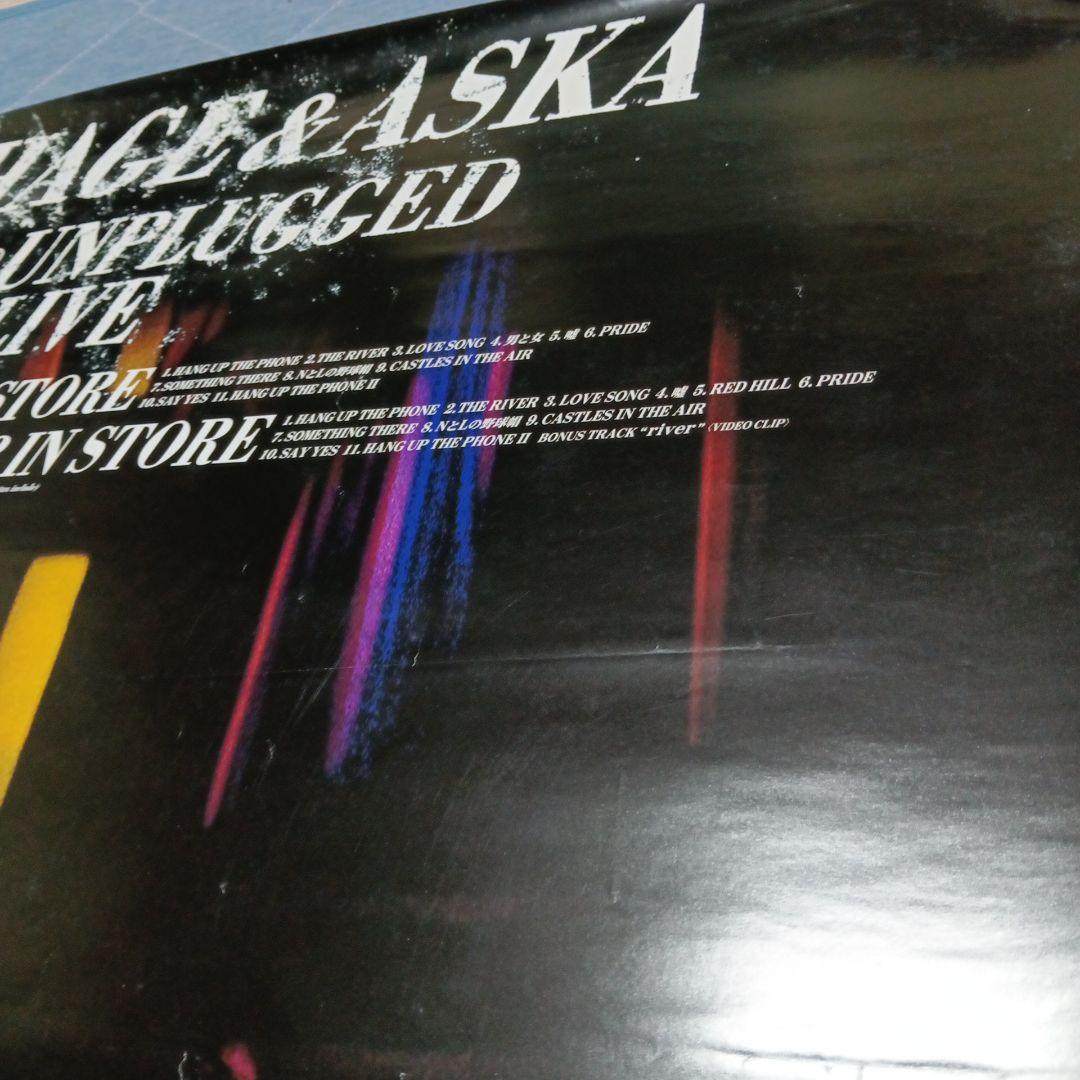 HAGE & ASKA
UNPLUGGED
LIVE
STORE
1. HANG UP THE PHONE 2. THE RIVER 3. LOVE SONG 4. 男と女 5. 嘘 6. PRIDE
7. SOMETHING THERE 8. NとLの野球帽 9. CASTLES IN THE AIR
10. SAY YES 11. HANG UP THE PHONE II
IN STORE
1. HANG UP THE PHONE 2. THE RIVER 3. LOVE SONG 4. 嘘 5. RED HILL 6. PRIDE
7. SOMETHING THERE 8. NとLの野球帽 9. CASTLES IN THE AIR
10. SAY YES 11. HANG UP THE PHONE II BONUS TRACK "river" (VIDEO CLIP)